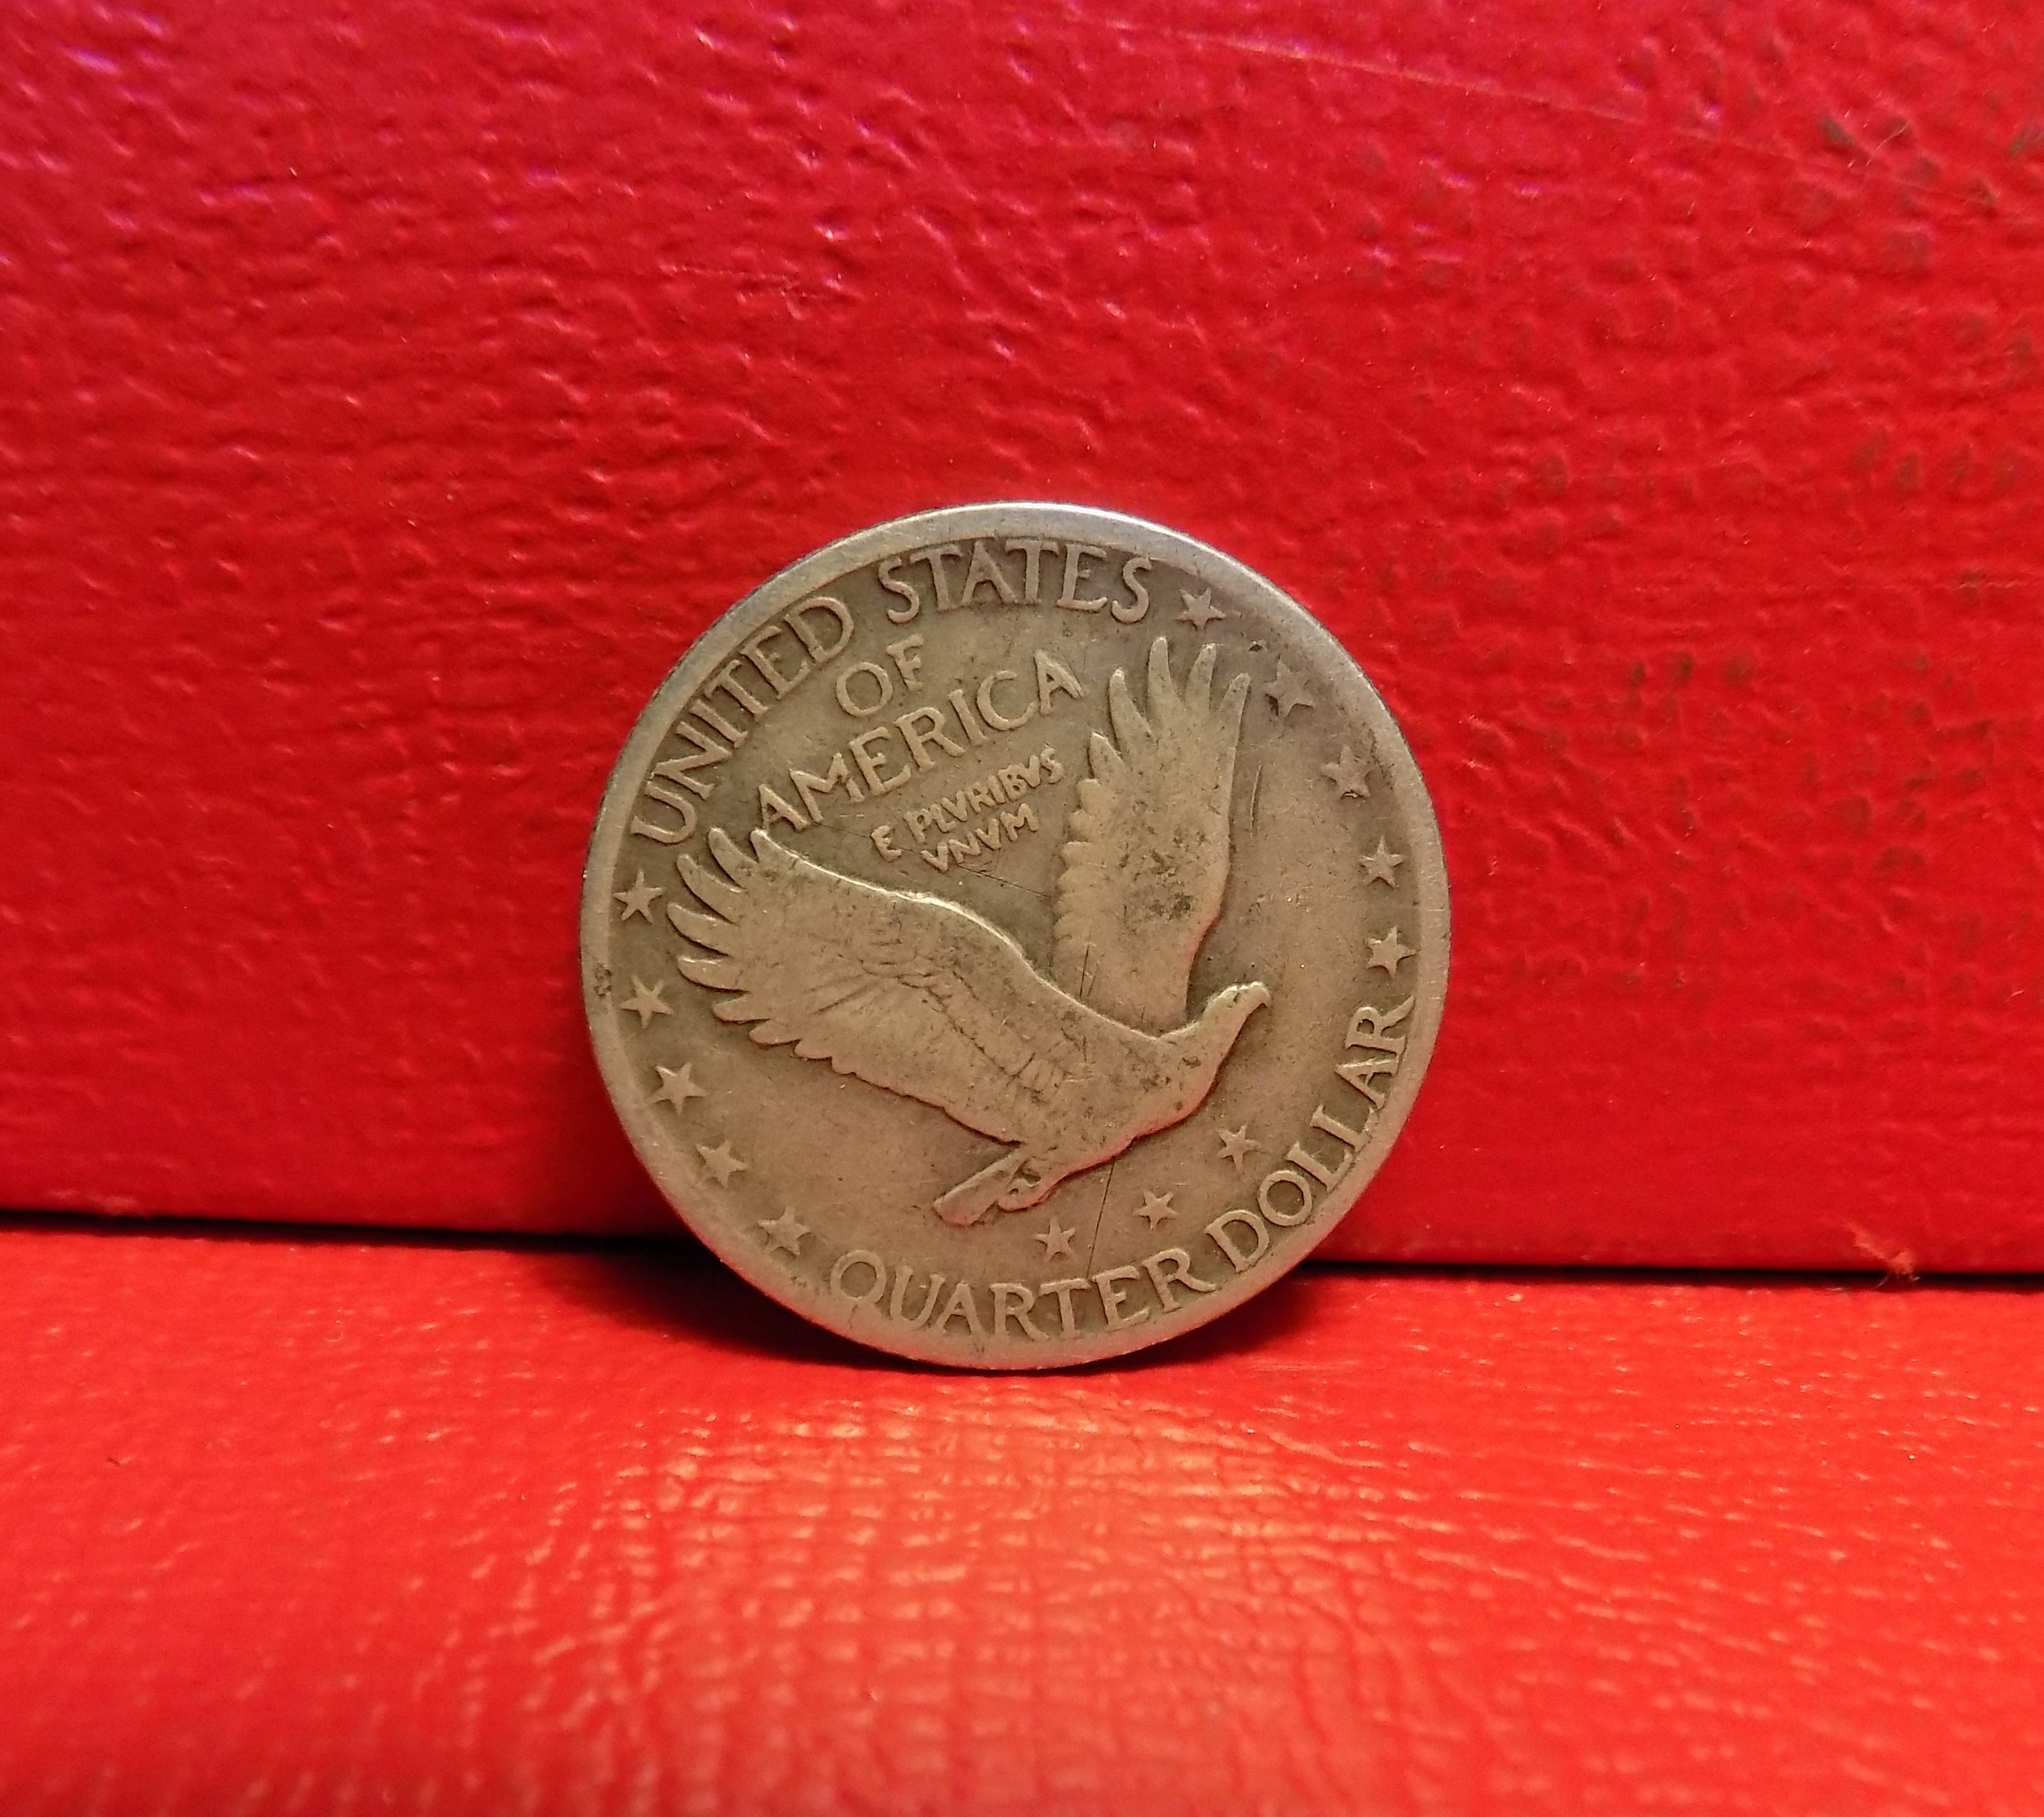 UNITED STATES
OF
AMERICA
E PLVRIBVS
VNVM
QUARTER DOLLAR